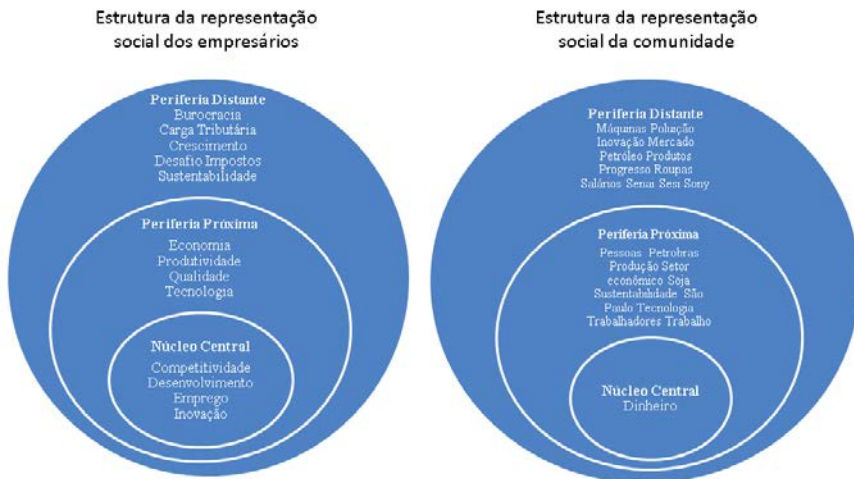 Estrutura da representação
social dos empresários
Periferia Distante
Burocracia
Carga Tributária
Crescimento
Desafio Impostos
Sustentabilidade
Periferia Próxima
Economia
Produtividade
Qualidade
Tecnologia
Núcleo Central
Competitividade
Desenvolvimento
Emprego
Inovação
Estrutura da representação
social da comunidade
Periferia Distante
Máquinas Poluição
Inovação Mercado
Petróleo Produtos
Progresso Roupas
Salários Senai Sesi Sony
Periferia Próxima
Pessoas Petrobras
Produção Setor
econômico Soja
Sustentabilidade São
Paulo Tecnologia
Trabalhadores Trabalho
Núcleo Central
Dinheiro